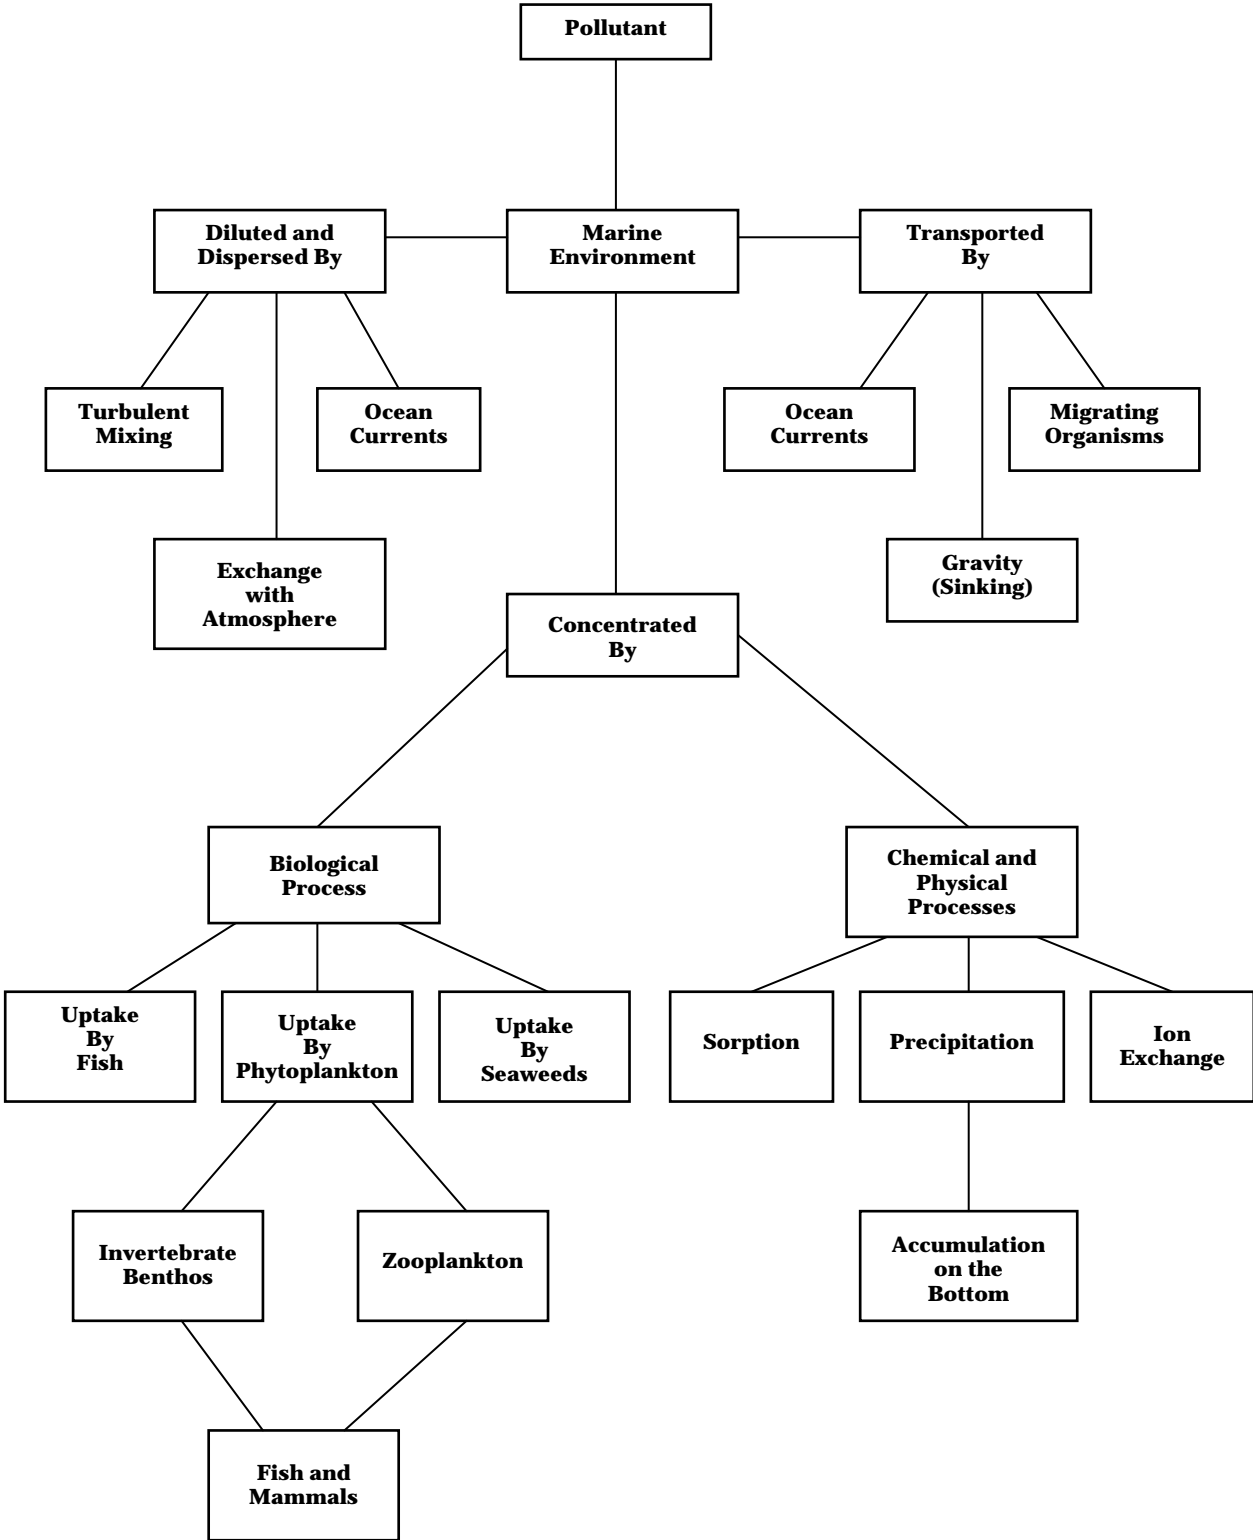 Pollutant
Diluted and
Dispersed By
Marine
Environment
Transported
By
Turbulent
Mixing
Ocean
Currents
Ocean
Currents
Migrating
Organisms
Exchange
with
Atmosphere
Gravity
(Sinking)
Concentrated
By
Biological
Process
Chemical and
Physical
Processes
Uptake
By
Fish
Uptake
By
Phytoplankton
Uptake
By
Seaweeds
Sorption
Precipitation
Ion
Exchange
Invertebrate
Benthos
Zooplankton
Accumulation
on the
Bottom
Fish and
Mammals